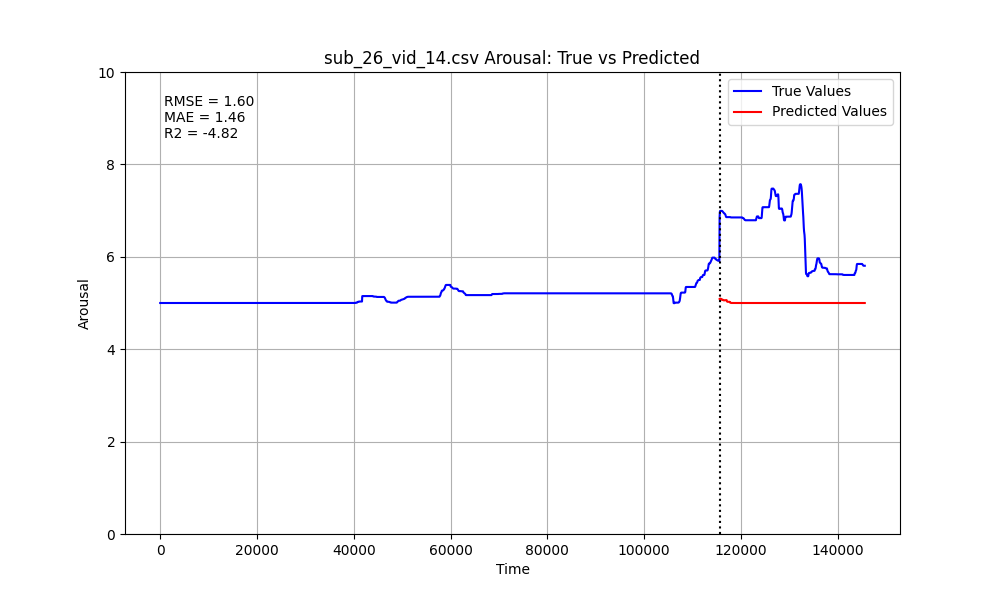 sub_26_vid_14.csv Arousal: True vs Predicted
10
8
6
4
2
0
Arousal
RMSE = 1.60
MAE = 1.46
R2 = -4.82
True Values
Predicted Values
0 20000 40000 60000 80000 100000 120000 140000
Time